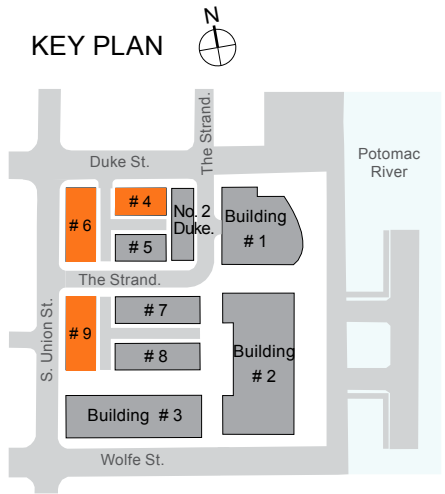 N
KEY PLAN
The Strand.
Duke St.
Potomac
River
# 4
No. 2
Duke.
# 6
Building
# 1
# 5
The Strand.
S. Union St.
# 7
# 9
# 8
Building
# 2
Building # 3
Wolfe St.